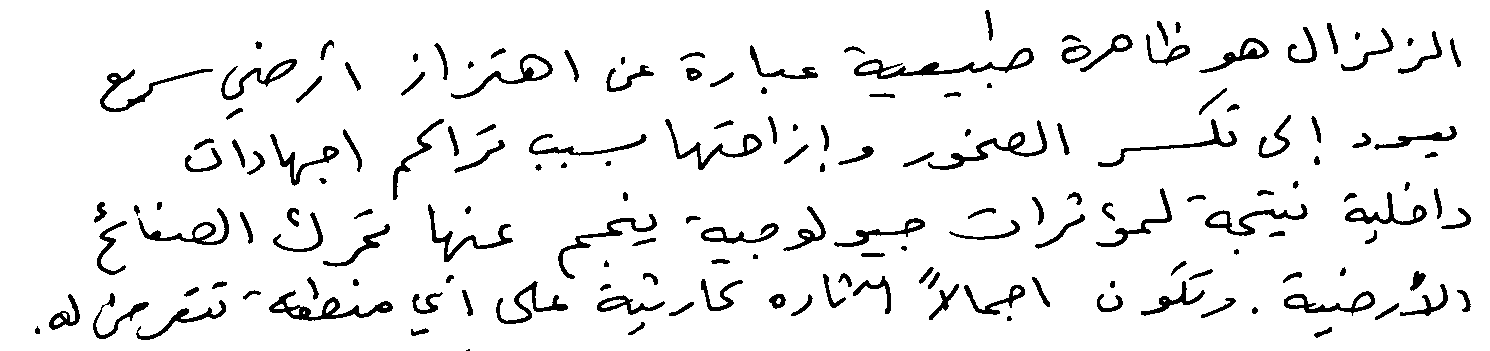 الزلزال هو ظاهرة طبيعية عبارة عن اهتزاز أرضي سريع
يعود إلى تكسر الصخور وإزاحتها بسبب تراكم اجهادات
داخلية نتيجة لمؤثرات جيولوجية ينجم عنها تحرك الصفائح
الأرضية. وتكون اجمالاً آثاره كارثية على أي منطقة تتعرض له.